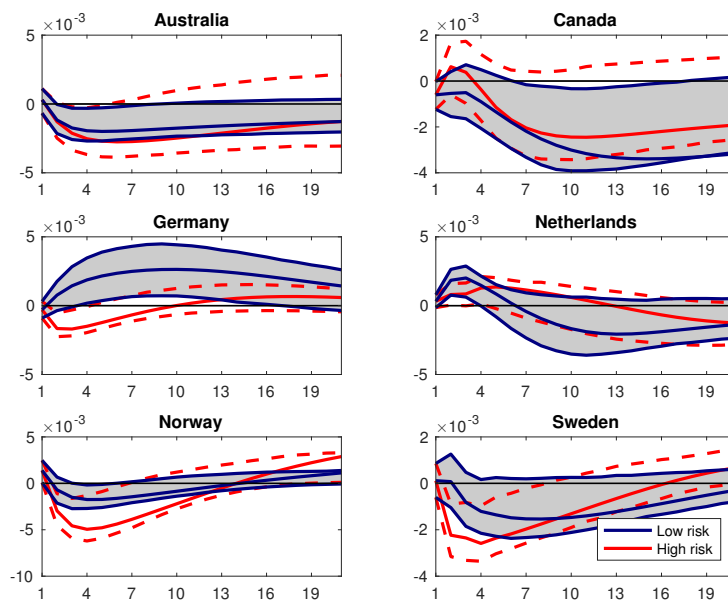 Australia
×10⁻³
5
0
-5
1 4 7 10 13 16 19
Canada
×10⁻³
2
0
-2
-4
1 4 7 10 13 16 19
Germany
×10⁻³
5
0
-5
1 4 7 10 13 16 19
Netherlands
×10⁻³
5
0
-5
1 4 7 10 13 16 19
Norway
×10⁻³
5
0
-5
-10
1 4 7 10 13 16 19
Sweden
×10⁻³
2
0
-2
-4
1 4 7 10 13 16 19
Low risk
High risk